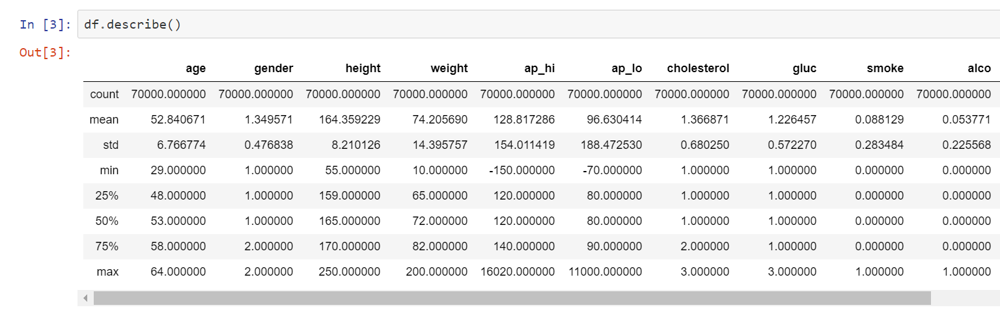 In [3]: df.describe()
Out[3]:
age gender height weight ap_hi ap_lo cholesterol gluc smoke alco
count 70000.000000 70000.000000 70000.000000 70000.000000 70000.000000 70000.000000 70000.000000 70000.000000 70000.000000 70000.000000
mean 52.840671 1.349571 164.359229 74.205690 128.817286 96.630414 1.366871 1.226457 0.088129 0.053771
std 6.766774 0.476838 8.210126 14.395757 154.011419 188.472530 0.680250 0.572270 0.283484 0.225568
min 29.000000 1.000000 55.000000 10.000000 -150.000000 -70.000000 1.000000 1.000000 0.000000 0.000000
25% 48.000000 1.000000 159.000000 65.000000 120.000000 80.000000 1.000000 1.000000 0.000000 0.000000
50% 53.000000 1.000000 165.000000 72.000000 120.000000 80.000000 1.000000 1.000000 0.000000 0.000000
75% 58.000000 2.000000 170.000000 82.000000 140.000000 90.000000 2.000000 1.000000 0.000000 0.000000
max 64.000000 2.000000 250.000000 200.000000 16020.000000 11000.000000 3.000000 3.000000 1.000000 1.000000